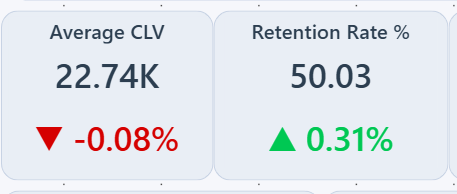 Average CLV
22.74K
▼ -0.08%
Retention Rate %
50.03
▲ 0.31%